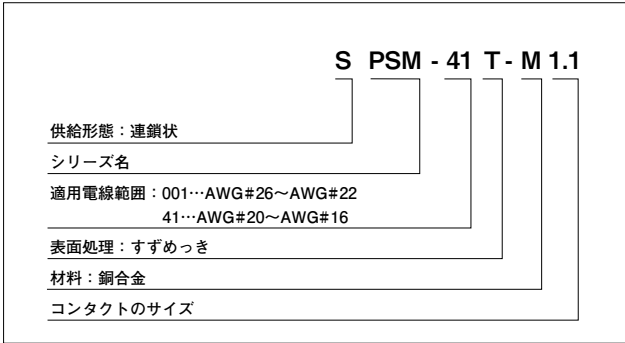 S PSM - 41 T - M 1.1
供給形態：連鎖状
シリーズ名
適用電線範囲：001…AWG#26～AWG#22
41…AWG#20～AWG#16
表面処理：すずめっき
材料：銅合金
コンタクトのサイズ